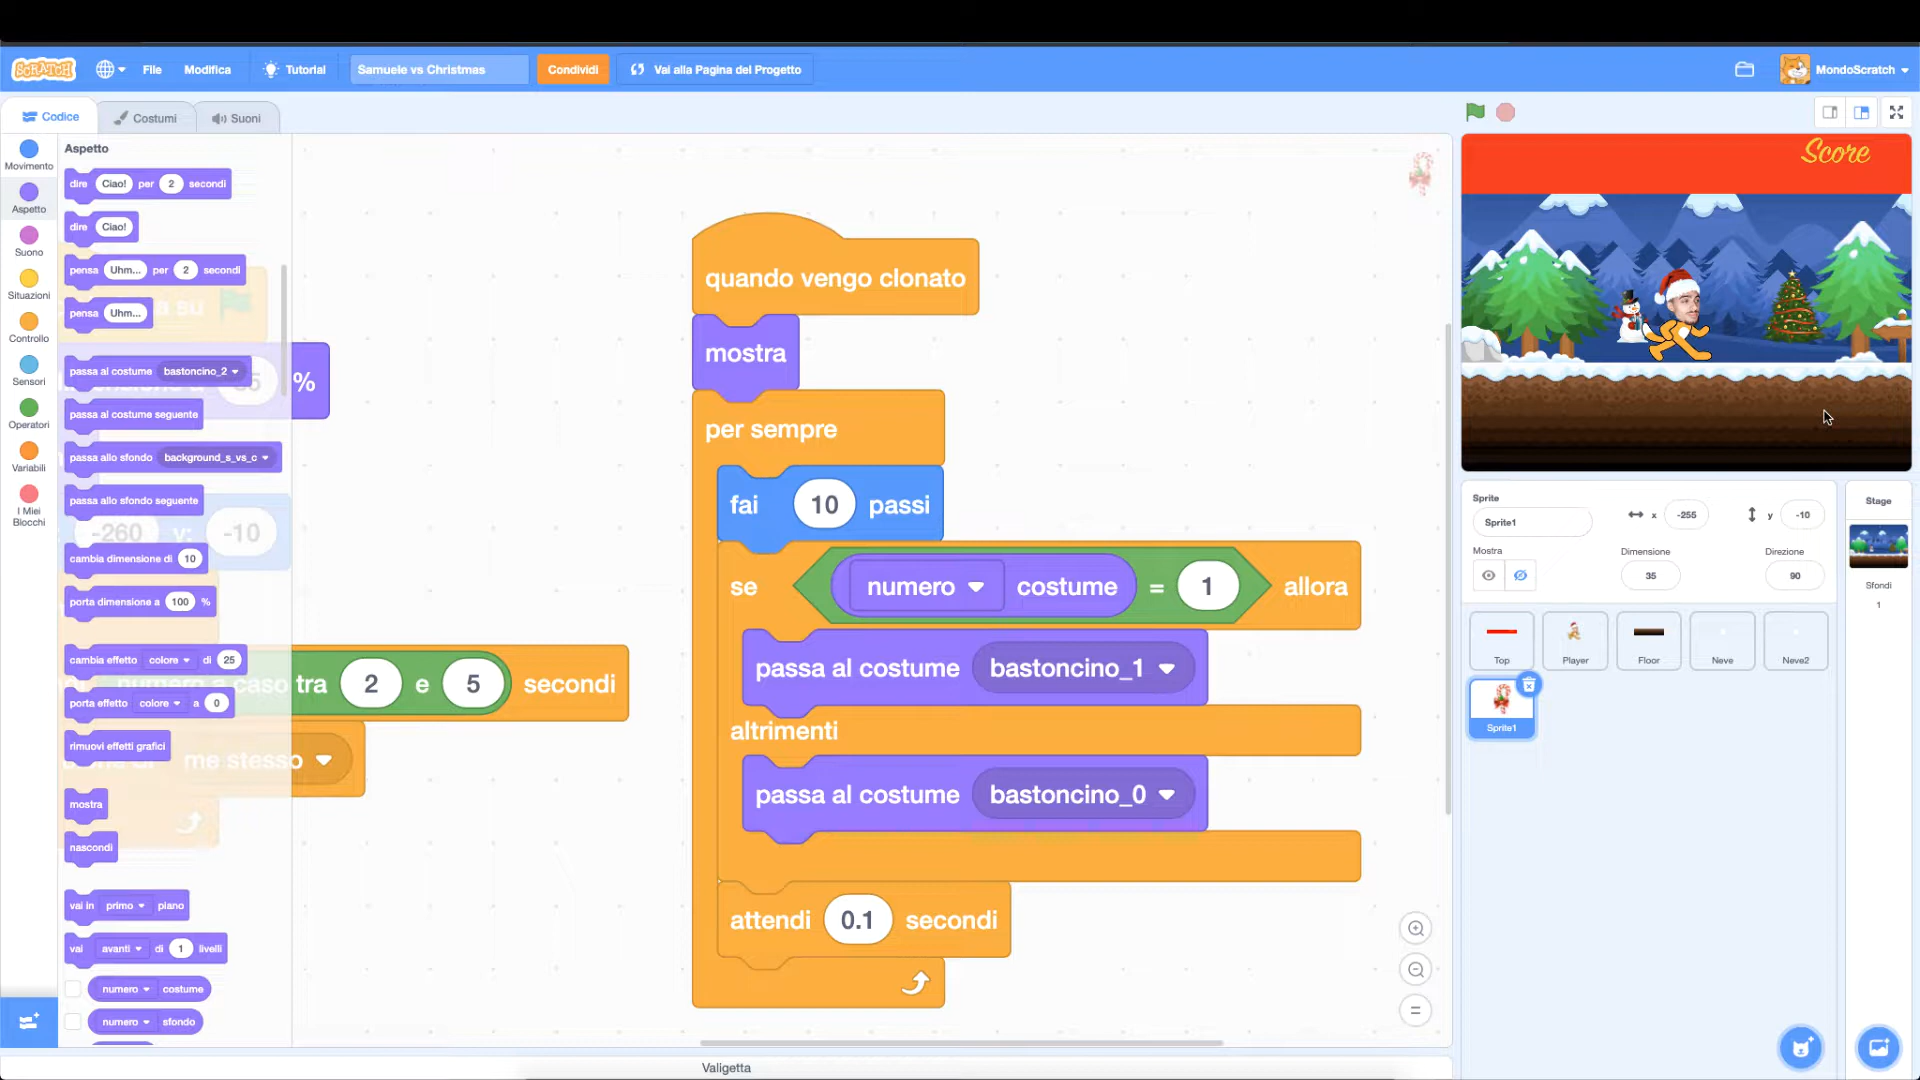 SCRATCH
File
Modifica
Tutorial
Samuele vs Christmas
Condividi
Vai alla Pagina del Progetto
MondoScratch
Codice
Costumi
Suoni
Movimento
Aspetto
Suono
Situazioni
Controllo
Sensori
Operatori
Variabili
I Miei
Blocchi
Aspetto
dire Ciao! per 2 secondi
dire Ciao!
pensa Uhm... per 2 secondi
pensa Uhm...
passa al costume bastoncino_2
passa al costume seguente
passa allo sfondo background_s_vs_c
passa allo sfondo seguente
cambia dimensione di 10
porta dimensione a 100 %
cambia effetto colore di 25
porta effetto colore a 0
rimuovi effetti grafici
mostra
nascondi
vai in primo piano
vai avanti di 1 livelli
numero costume
numero sfondo
su
%
-260 y: -10
numero a caso tra 2 e 5 secondi
me stesso
quando vengo clonato
mostra
per sempre
fai 10 passi
se numero costume = 1 allora
passa al costume bastoncino_1
altrimenti
passa al costume bastoncino_0
attendi 0.1 secondi
Valigetta
Score
Sprite
Sprite1
x -255
y -10
Mostra
Dimensione
35
Direzione
90
Top
Player
Floor
Neve
Neve2
Sprite1
Stage
Sfondi
1